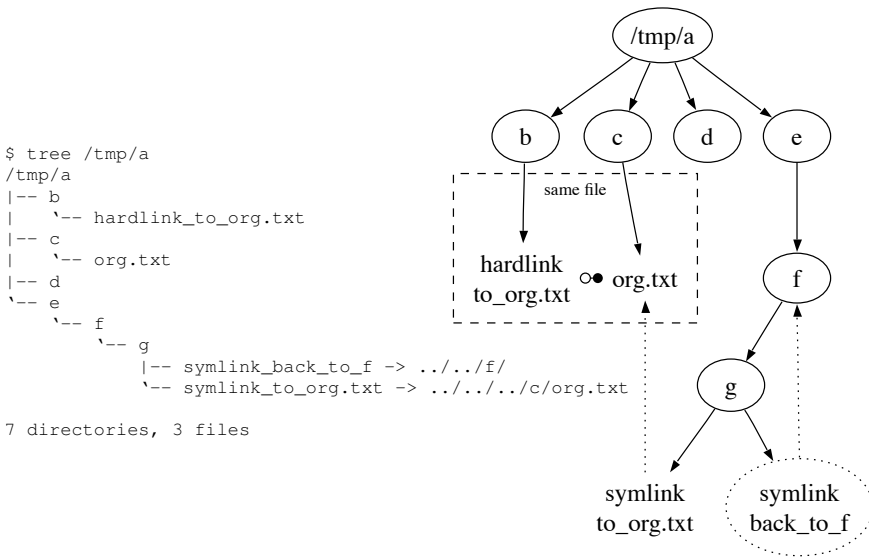 $ tree /tmp/a
/tmp/a
|-- b
|   `-- hardlink_to_org.txt
|-- c
|   `-- org.txt
|-- d
`-- e
    `-- f
        `-- g
            |-- symlink_back_to_f -> ../../f/
            `-- symlink_to_org.txt -> ../../../c/org.txt
7 directories, 3 files
/tmp/a
b c d e
same file
hardlink
to_org.txt
org.txt
f
g
symlink
to_org.txt
symlink
back_to_f